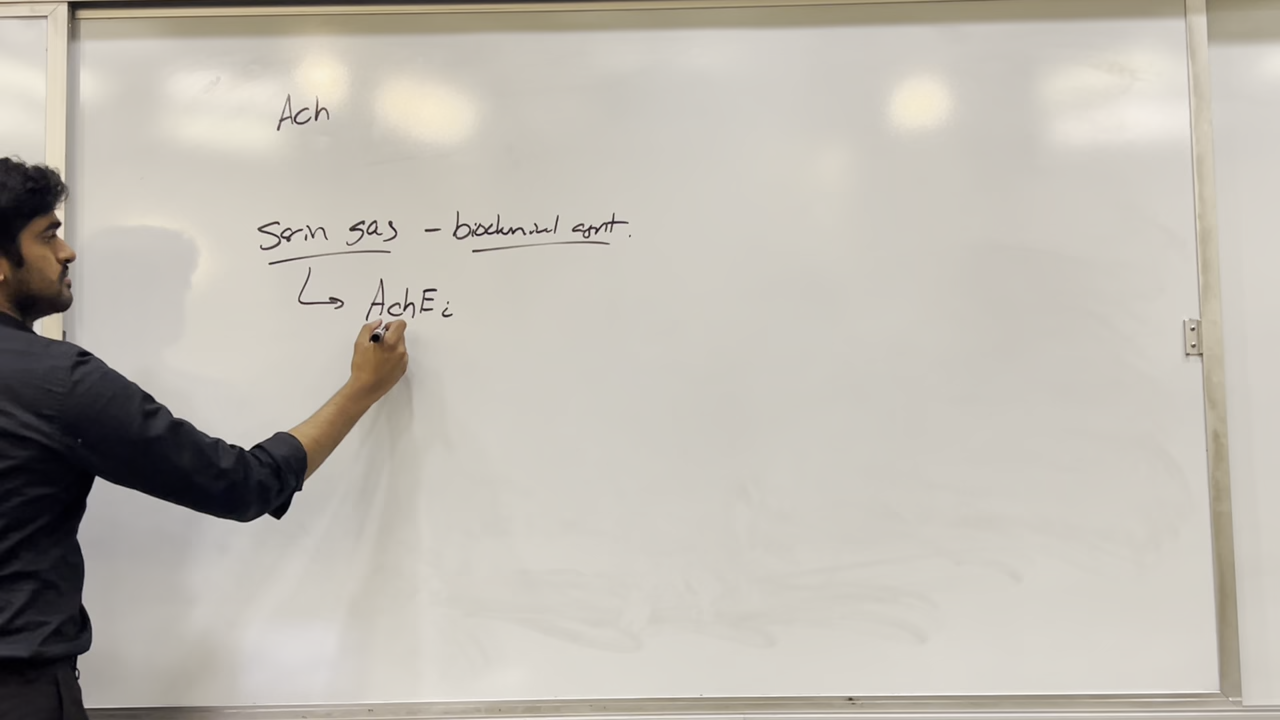 Ach
Sarin gas - biochemical agent.
↳ AchEi